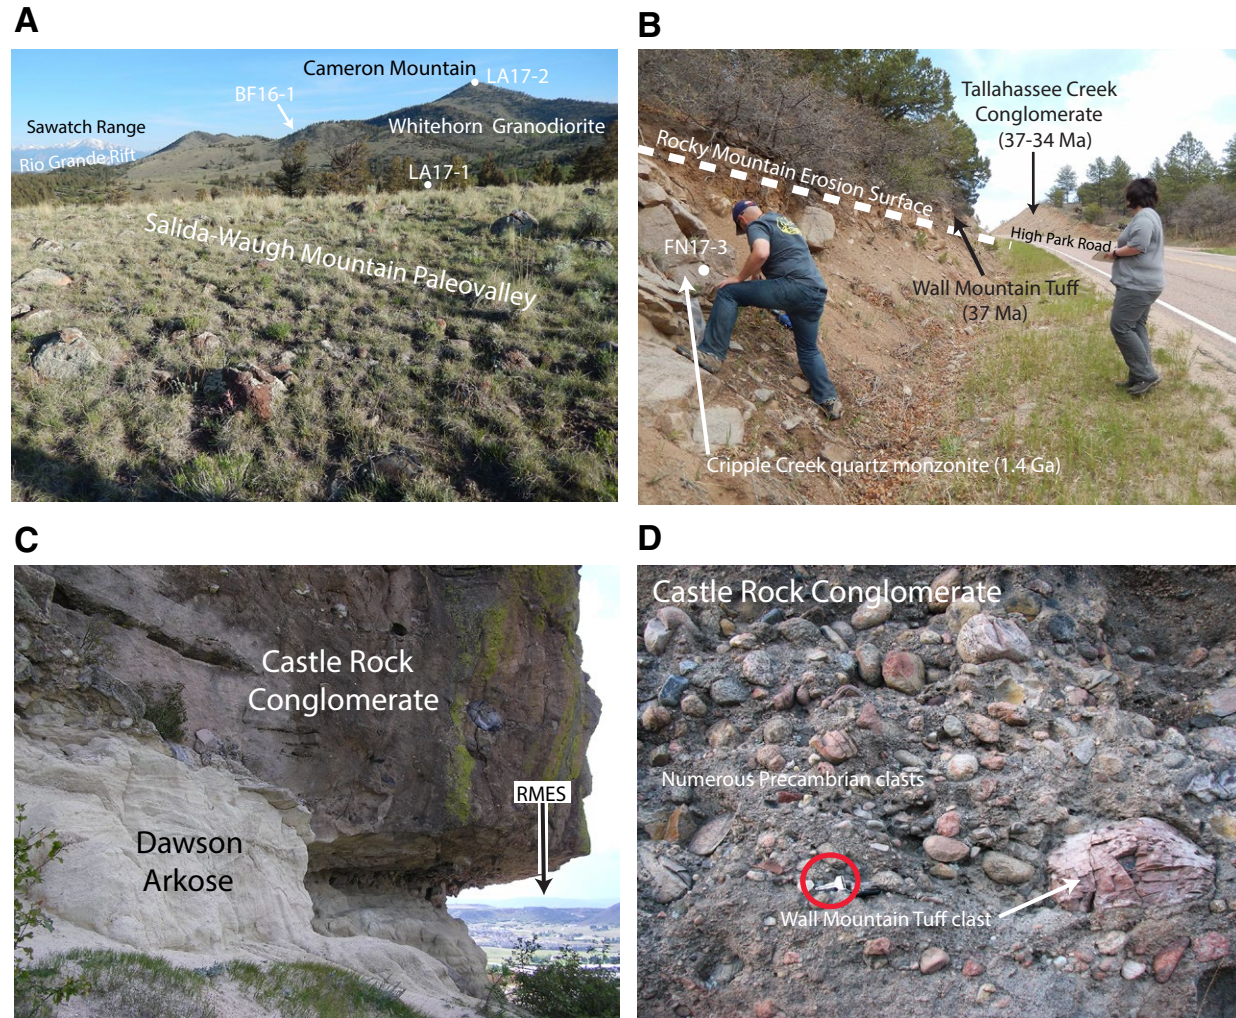 A
Cameron Mountain
LA17-2
BF16-1
Sawatch Range
Whitehorn Granodiorite
Rio Grande Rift
LA17-1
Salida-Waugh Mountain Paleovalley
B
Tallahassee Creek
Conglomerate
(37-34 Ma)
Rocky Mountain Erosion Surface
High Park Road
FN17-3
Wall Mountain Tuff
(37 Ma)
Cripple Creek quartz monzonite (1.4 Ga)
C
Castle Rock
Conglomerate
RMES
Dawson
Arkose
D
Castle Rock Conglomerate
Numerous Precambrian clasts
Wall Mountain Tuff clast